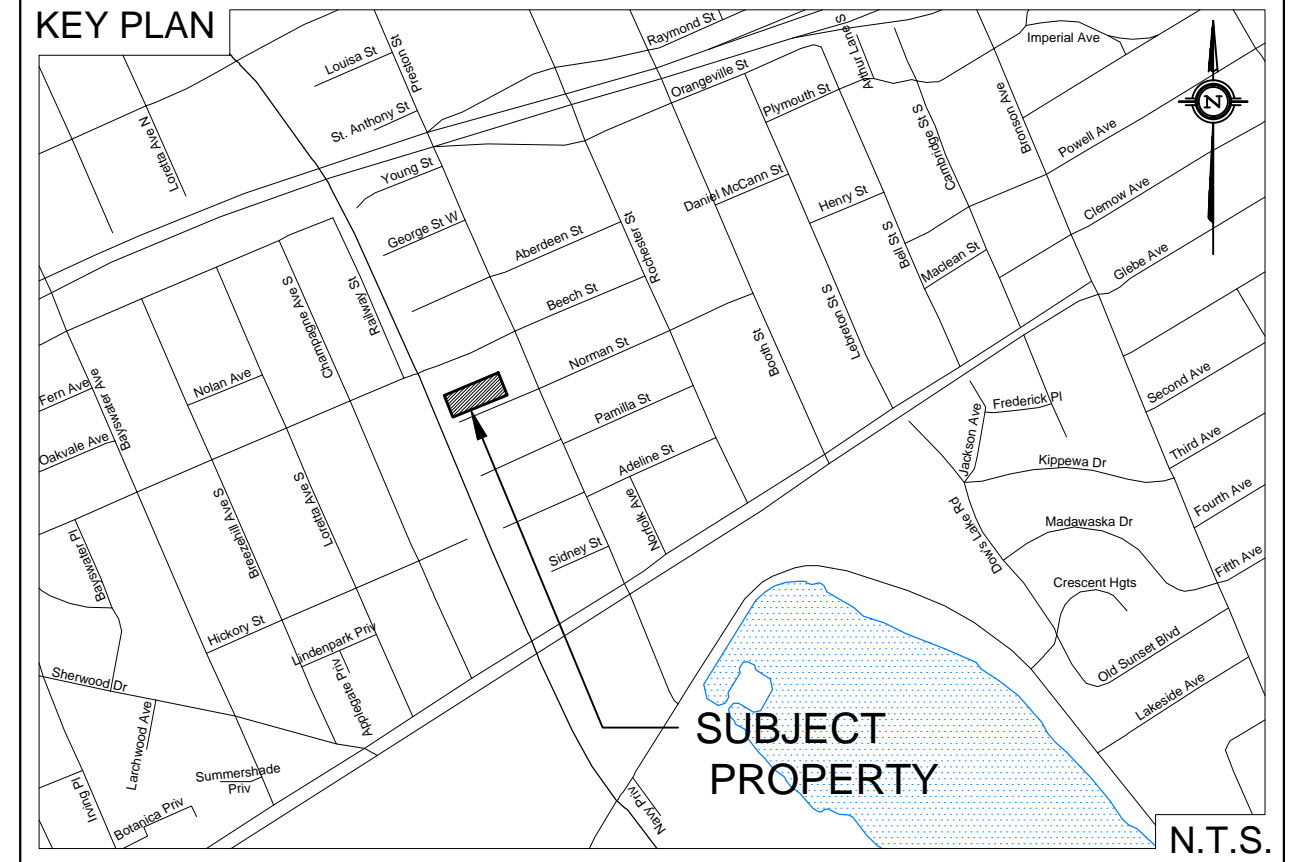 KEY PLAN
Raymond St
Arthur Lane S
Imperial Ave
Louisa St
Preston St
Orangeville St
Plymouth St
Bronson Ave
N
Loretta Ave N
St. Anthony St
Cambridge St S
Powell Ave
Young St
Daniel McCann St
Henry St
Clemow Ave
George St W
Aberdeen St
Rochester St
Bell St S
Maclean St
Glebe Ave
Champagne Ave S
Railway St
Beech St
Lebreton St S
Norman St
Booth St
Fern Ave
Bayswater Ave
Nolan Ave
Pamilla St
Frederick Pl
Second Ave
Oakvale Ave
Adeline St
Jackson Ave
Kippewa Dr
Third Ave
Breezehill Ave S
Loretta Ave S
Norfolk Ave
Dow's Lake Rd
Madawaska Dr
Fourth Ave
Sidney St
Bayswater Pl
Crescent Hgts
Fifth Ave
Hickory St
Lindenpark Priv
Old Sunset Blvd
Sherwood Dr
Applegate Priv
Lakeside Ave
Larchwood Ave
SUBJECT
PROPERTY
Summershade
Priv
Irving Pl
Botanica Priv
Navy Priv
N.T.S.